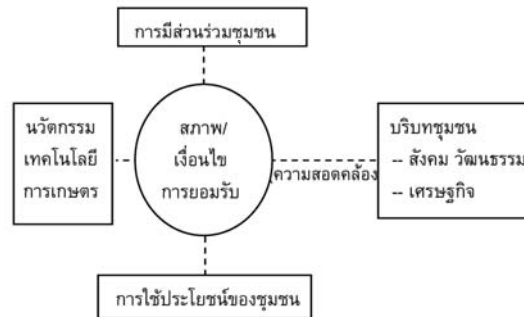 การมีส่วนร่วมชุมชน
นวัตกรรม
เทคโนโลยี
การเกษตร
สภาพ/
เงื่อนไข
การยอมรับ
ความสอดคล้อง
บริบทชุมชน
-- สังคม วัฒนธรรม
-- เศรษฐกิจ
การใช้ประโยชน์ของชุมชน